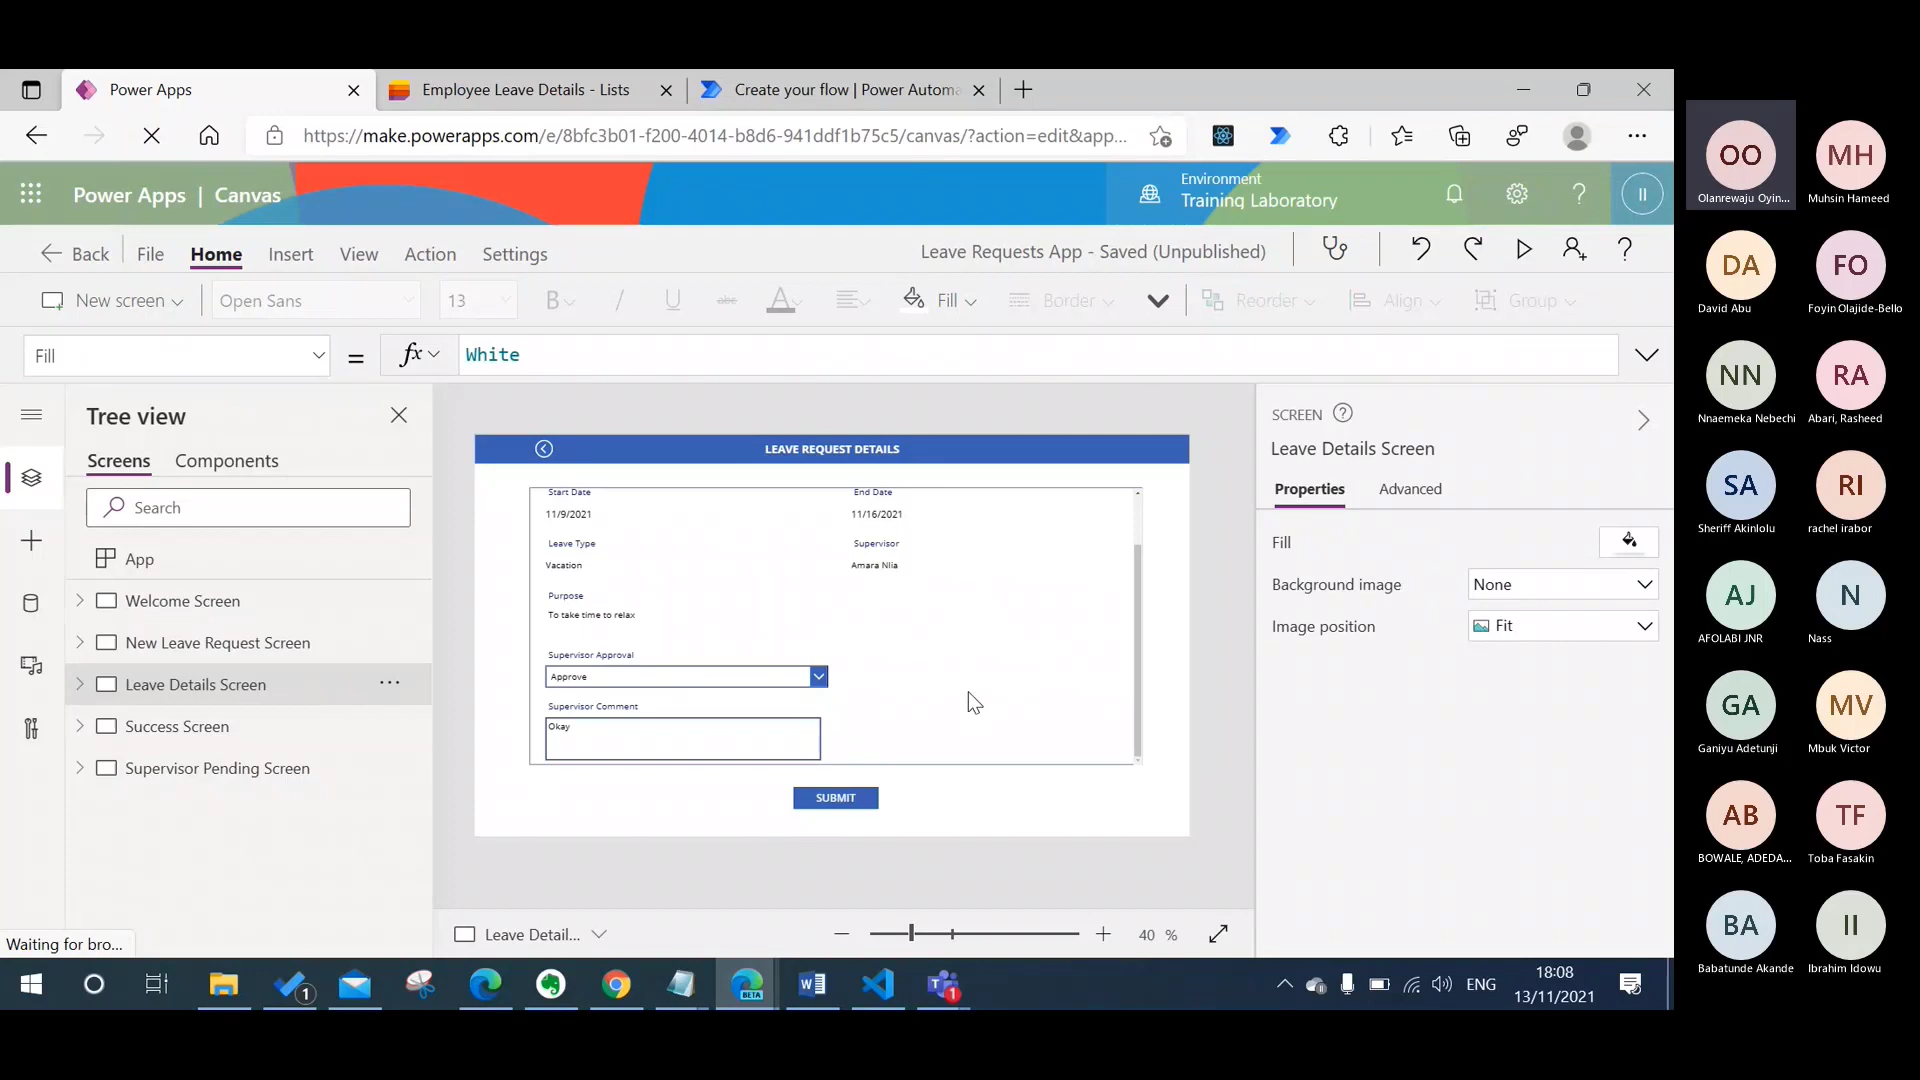 Power Apps
Employee Leave Details - Lists
Create your flow | Power Automa
https://make.powerapps.com/e/8bfc3b01-f200-4014-b8d6-941ddf1b75c5/canvas/?action=edit&app...
Power Apps | Canvas
Environment
Training Laboratory
II
Back
File
Home
Insert
View
Action
Settings
Leave Requests App - Saved (Unpublished)
New screen
Open Sans
13
B
abc
A
Fill
Border
Reorder
Align
Group
Fill
=
fx
White
Tree view
Screens
Components
Search
App
Welcome Screen
New Leave Request Screen
Leave Details Screen
Success Screen
Supervisor Pending Screen
Waiting for bro...
LEAVE REQUEST DETAILS
Start Date
End Date
11/9/2021
11/16/2021
Leave Type
Supervisor
Vacation
Amara Nlia
Purpose
To take time to relax
Supervisor Approval
Approve
Supervisor Comment
Okay
SUBMIT
Leave Detail...
40 %
SCREEN
Leave Details Screen
Properties
Advanced
Fill
Background image
None
Image position
Fit
1
BETA
1
ENG
18:08
13/11/2021
OO
Olanrewaju Oyin...
MH
Muhsin Hameed
DA
David Abu
FO
Foyin Olajide-Bello
NN
Nnaemeka Nebechi
RA
Abari, Rasheed
SA
Sheriff Akinlolu
RI
rachel irabor
AJ
AFOLABI JNR
N
Nass
GA
Ganiyu Adetunji
MV
Mbuk Victor
AB
BOWALE, ADEDA...
TF
Toba Fasakin
BA
Babatunde Akande
II
Ibrahim Idowu